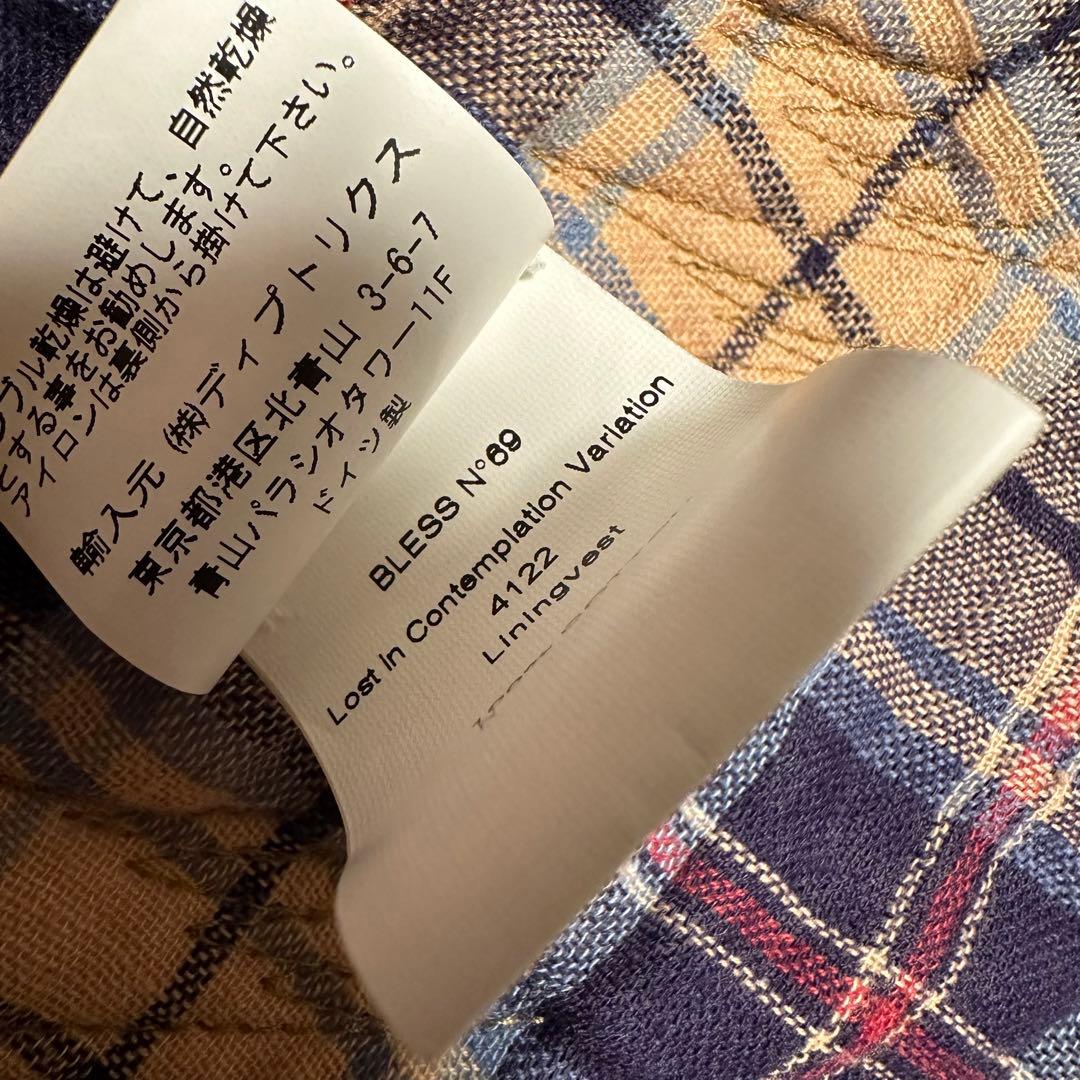 自然乾燥
ブル乾燥は避けて、
とする事をお勧めします。
アイロンは裏側から掛けて下さい。
輸入元 ㈱ディプトリクス
東京都港区北青山 3-6-7
青山パラシオタワー11F
ドイツ製
BLESS N°69
Lost In Contemplation Variation
4122
Liningvest